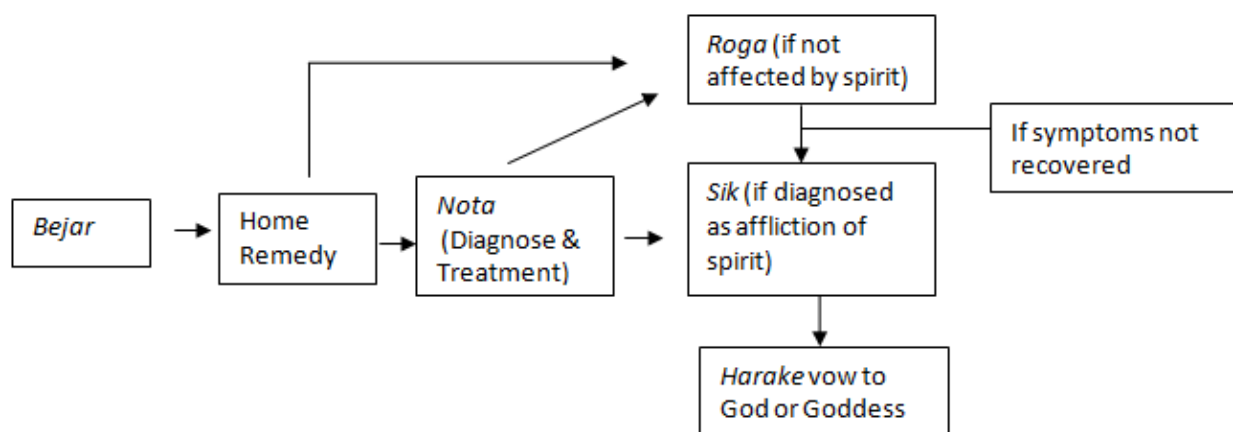 Roga (if not
affected by spirit)
If symptoms not
recovered
Bejar
Home
Remedy
Nota
(Diagnose &
Treatment)
Sik (if diagnosed
as affliction of
spirit)
Harake vow to
God or Goddess